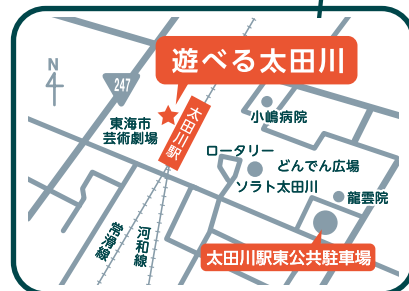 N
247
遊べる太田川
東海市
芸術劇場
太田川駅
小嶋病院
ロータリー
どんでん広場
ソラト太田川
龍雲院
常滑線
河和線
太田川駅東公共駐車場